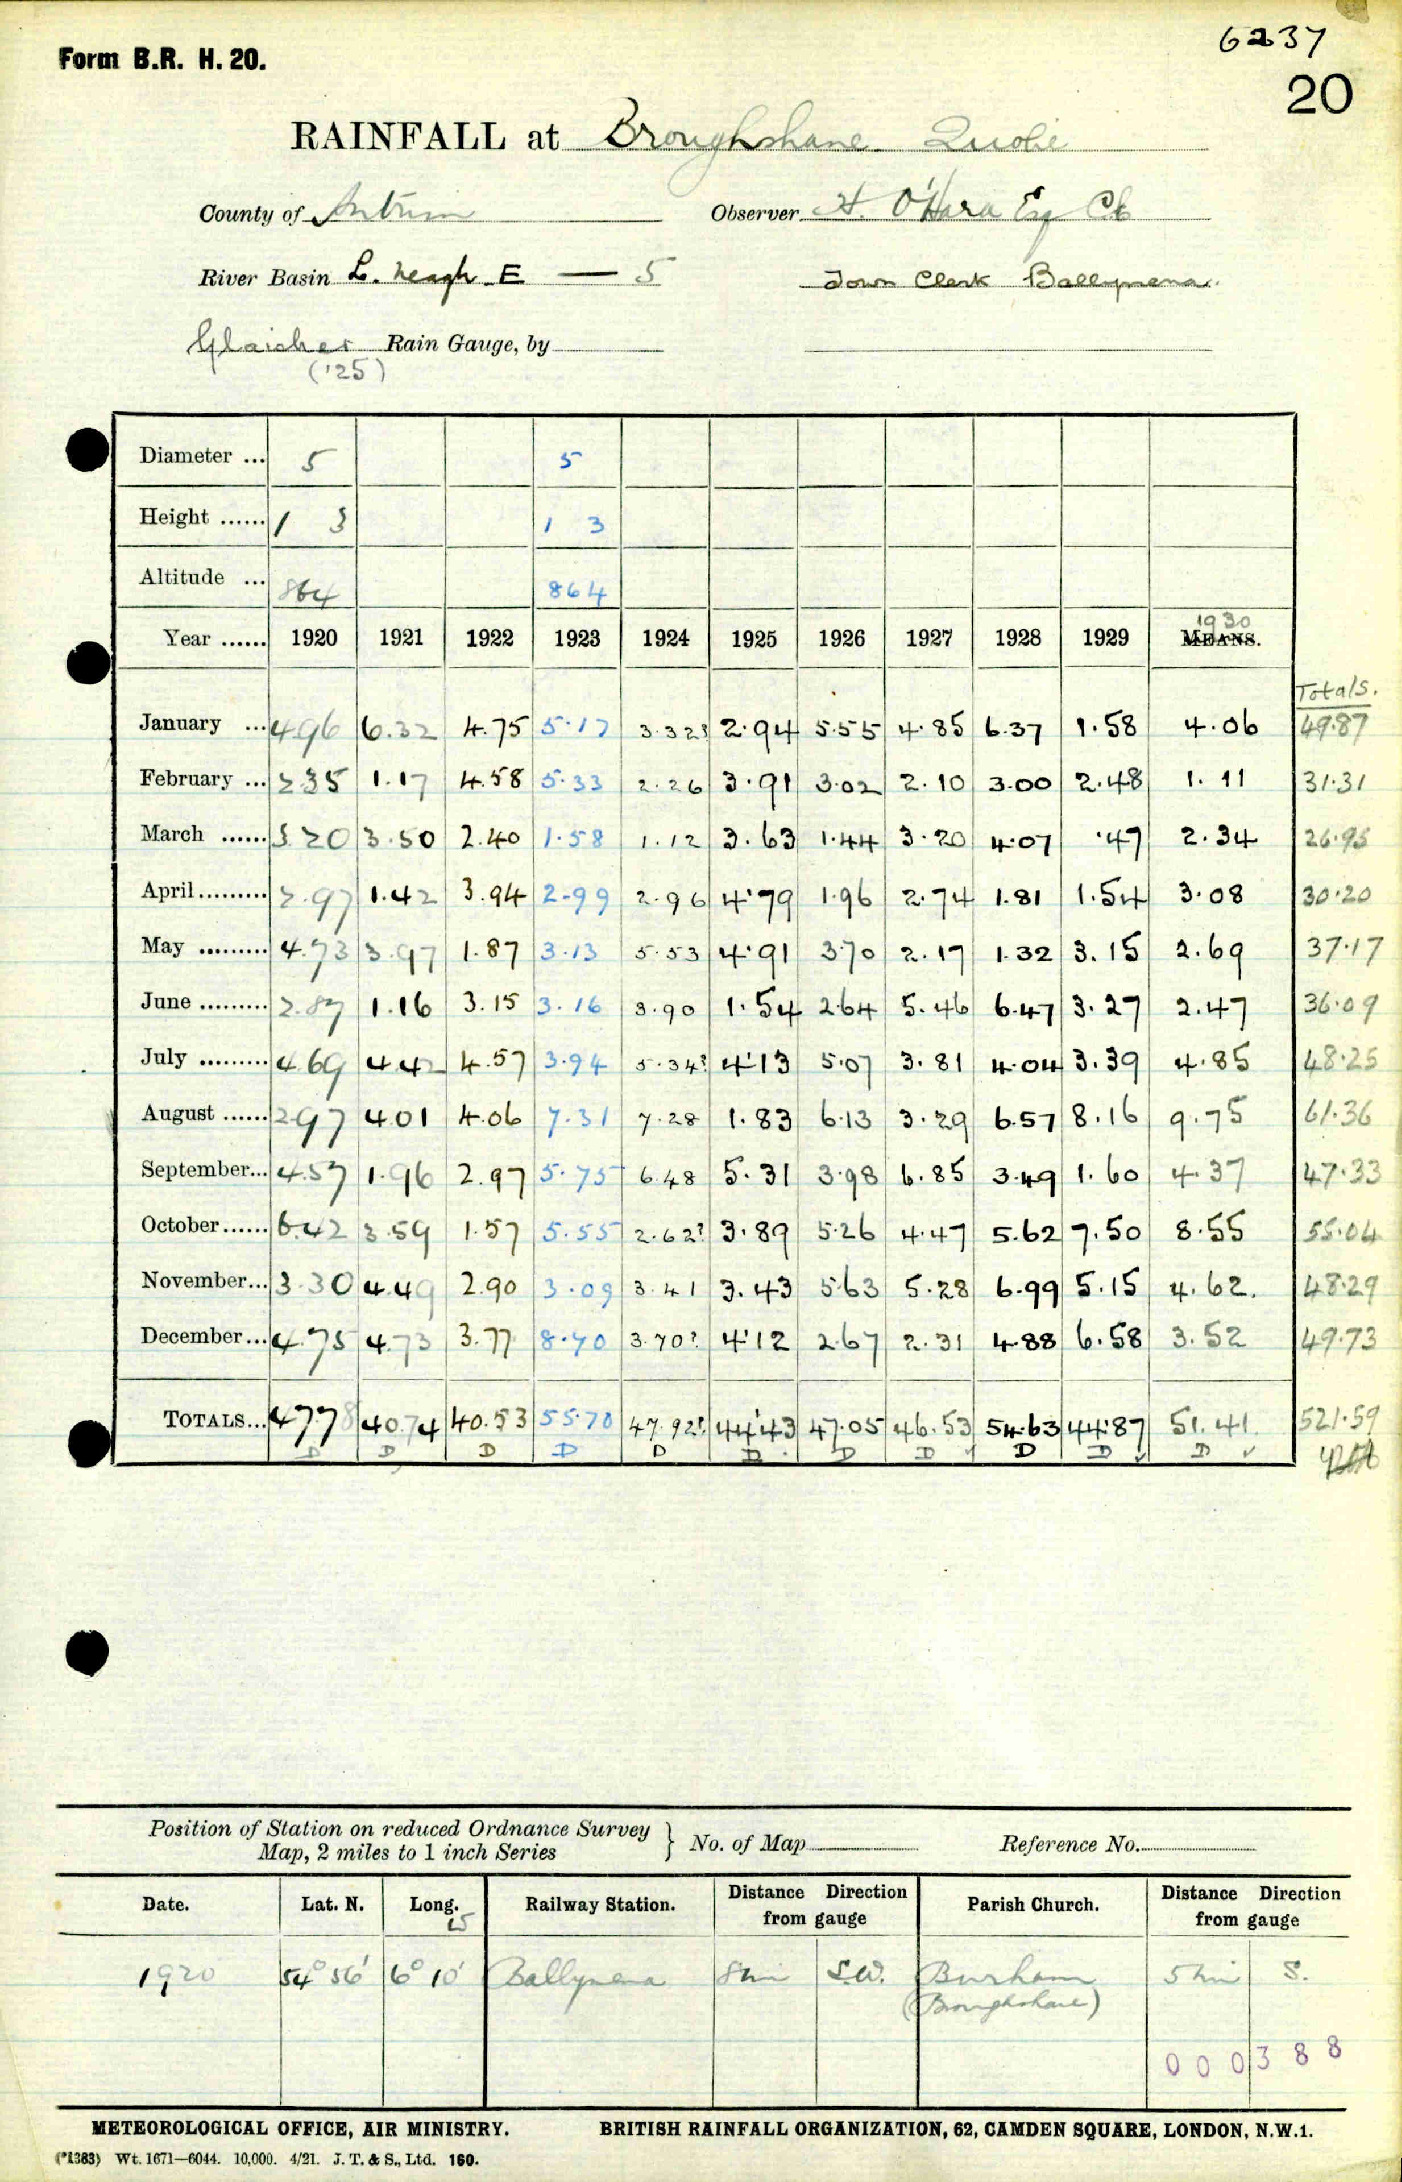 6237
Form B.R. H. 20.
20
RAINFALL at Broughshane Quolie
County of Antrim Observer H. O'Hara Esq CE
River Basin L. Neagh E — 5 Town Clerk Ballymena
Glaisher Rain Gauge, by
('25)
Diameter ... 5 5
Height ...... 1 3 1 3
Altitude ... 864 864
1930
Year ...... 1920 1921 1922 1923 1924 1925 1926 1927 1928 1929 MEANS.
Totals.
January ... 4.96 6.32 4.75 5.17 3.32? 2.94 5.55 4.85 6.37 1.58 4.06 49.87
February ... 2.35 1.17 4.58 5.33 2.26 3.91 3.02 2.10 3.00 2.48 1.11 31.31
March ...... 3.20 3.50 2.40 1.58 1.12 3.63 1.44 3.20 4.07 .47 2.34 26.95
April ......... 2.97 1.42 3.94 2.99 2.96 4.79 1.96 2.74 1.81 1.54 3.08 30.20
May ......... 4.73 3.97 1.87 3.13 5.53 4.91 3.70 2.17 1.32 3.15 2.69 37.17
June ......... 2.87 1.16 3.15 3.16 3.90 1.54 2.64 5.46 6.47 3.27 2.47 36.09
July ......... 4.69 4.42 4.57 3.94 5.34? 4.13 5.07 3.81 4.04 3.39 4.85 48.25
August ...... 2.97 4.01 4.06 7.31 7.28 1.83 6.13 3.29 6.57 8.16 9.75 61.36
September... 4.57 1.96 2.97 5.75 6.48 5.31 3.98 6.85 3.49 1.60 4.37 47.33
October...... 6.42 3.59 1.57 5.55 2.62? 3.89 5.26 4.47 5.62 7.50 8.55 55.04
November... 3.30 4.49 2.90 3.09 3.41 3.43 5.63 5.28 6.99 5.15 4.62. 48.29
December ... 4.75 4.73 3.77 8.70 3.70? 4.12 2.67 2.31 4.88 6.58 3.52 49.73
TOTALS... 47.78 40.74 40.53 55.70 47.92? 44.43 47.05 46.53 54.63 44.87 51.41 521.59
D D D D D D D D ✓ D D ✓ D ✓
Position of Station on reduced Ordnance Survey
Map, 2 miles to 1 inch Series } No. of Map Reference No.
Date. Lat. N. Long. W Railway Station. Distance Direction from gauge Parish Church. Distance Direction from gauge
1920 54° 56' 6° 10' Ballymena 8 mi S.W. Burham 5 mi S.
(Broughshane)
000388
METEOROLOGICAL OFFICE, AIR MINISTRY. BRITISH RAINFALL ORGANIZATION, 62, CAMDEN SQUARE, LONDON, N.W.1.
(*1383) Wt. 1671—6044. 10,000. 4/21. J. T. & S., Ltd. 160.